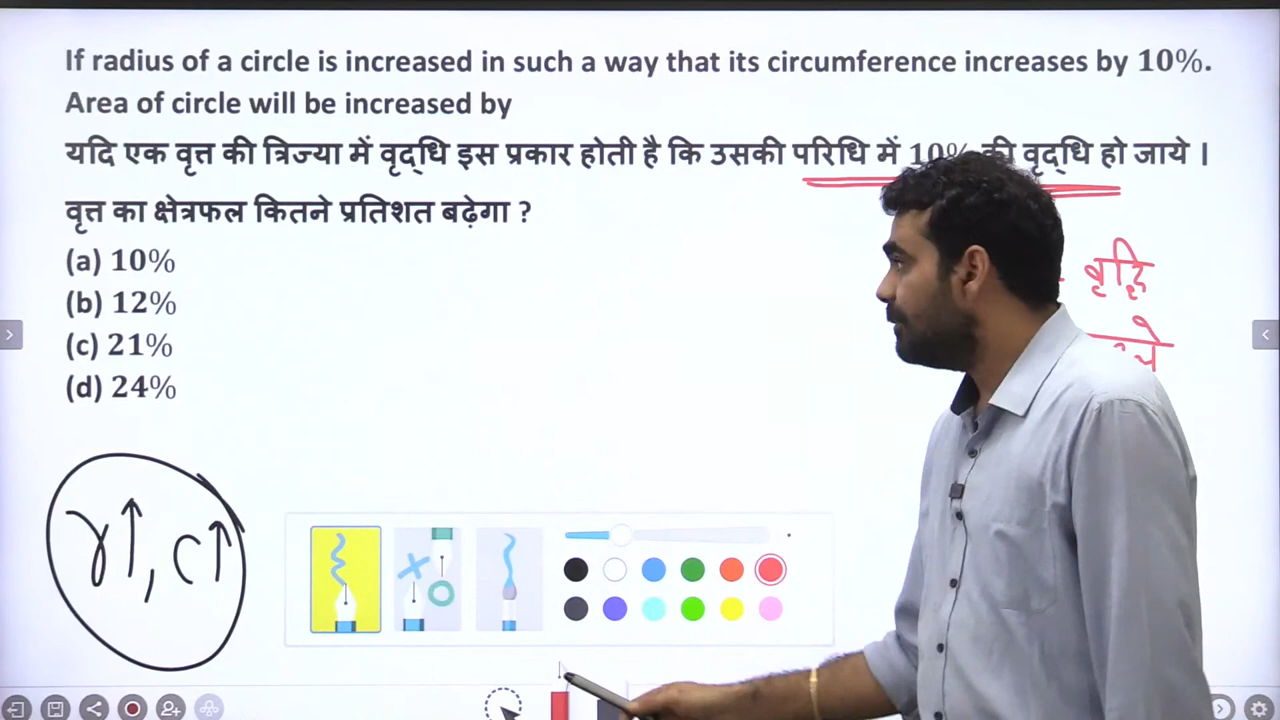 If radius of a circle is increased in such a way that its circumference increases by 10%.
Area of circle will be increased by
यदि एक वृत्त की त्रिज्या में वृद्धि इस प्रकार होती है कि उसकी परिधि में 10% की वृद्धि हो जाये ।
वृत्त का क्षेत्रफल कितने प्रतिशत बढ़ेगा ?
(a) 10%
(b) 12%
(c) 21%
(d) 24%
वृद्धि
r↑, c↑